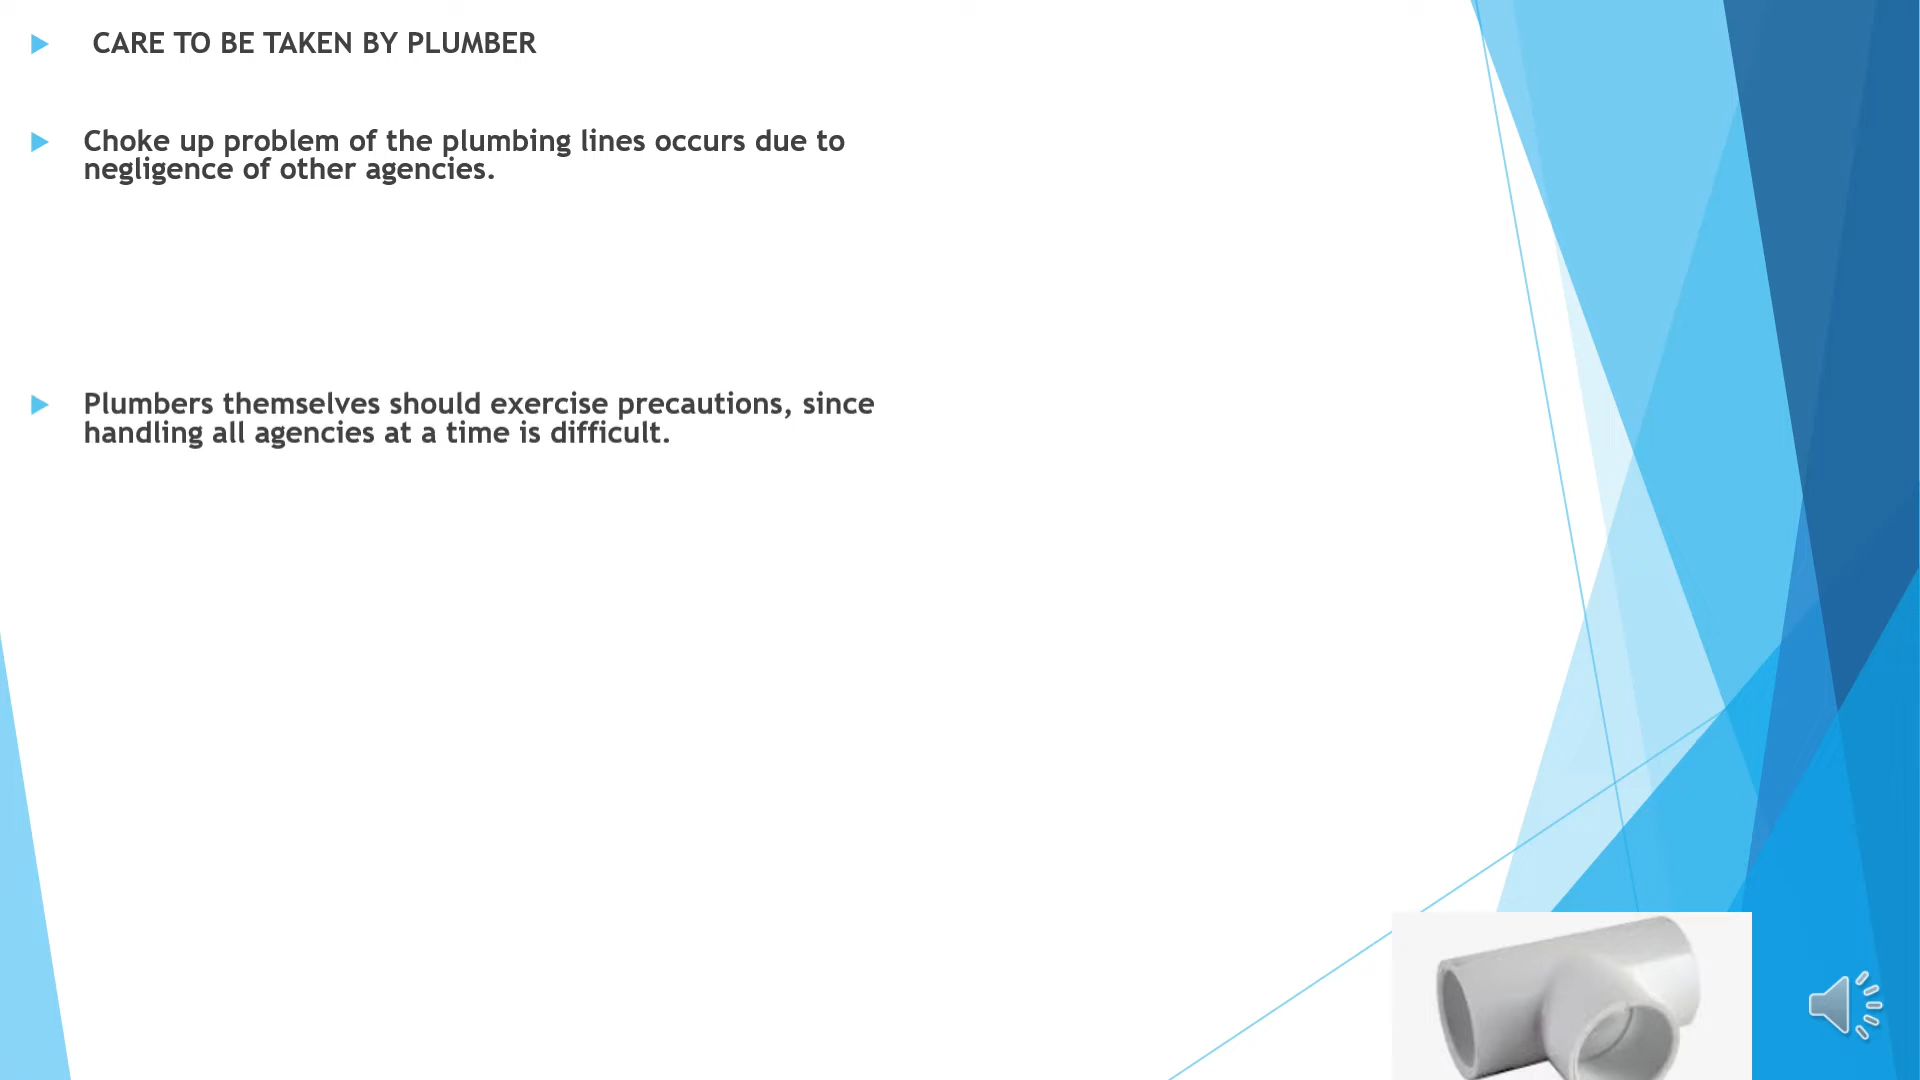 CARE TO BE TAKEN BY PLUMBER
Choke up problem of the plumbing lines occurs due to
negligence of other agencies.
Plumbers themselves should exercise precautions, since
handling all agencies at a time is difficult.